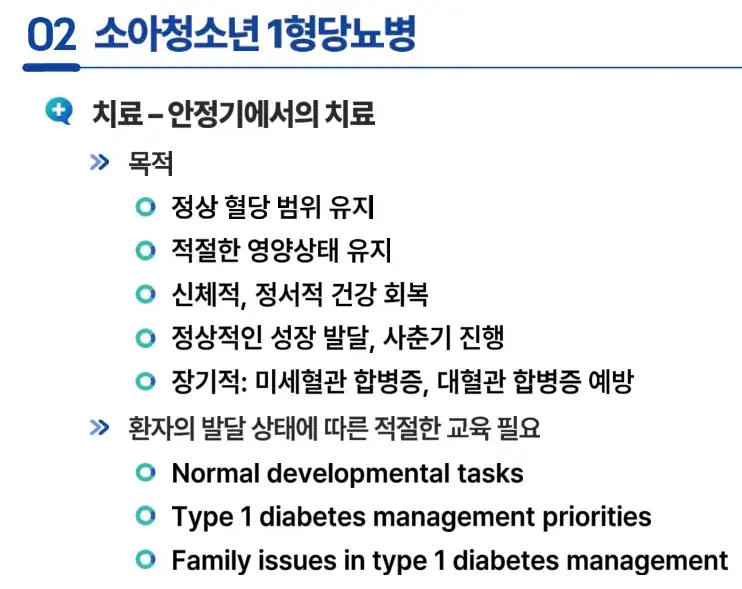 02 소아청소년 1형당뇨병
치료 – 안정기에서의 치료
목적
정상 혈당 범위 유지
적절한 영양상태 유지
신체적, 정서적 건강 회복
정상적인 성장 발달, 사춘기 진행
장기적: 미세혈관 합병증, 대혈관 합병증 예방
환자의 발달 상태에 따른 적절한 교육 필요
Normal developmental tasks
Type 1 diabetes management priorities
Family issues in type 1 diabetes management